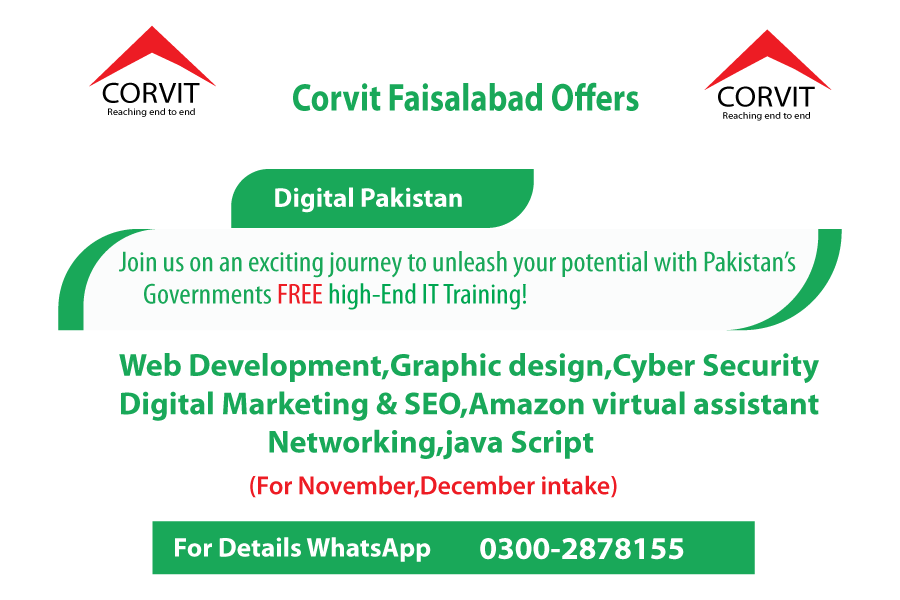 CORVIT
Reaching end to end
Corvit Faisalabad Offers
CORVIT
Reaching end to end
Digital Pakistan
Join us on an exciting journey to unleash your potential with Pakistan's
Governments FREE high-End IT Training!
Web Development,Graphic design,Cyber Security
Digital Marketing & SEO,Amazon virtual assistant
Networking,java Script
(For November,December intake)
For Details WhatsApp 0300-2878155